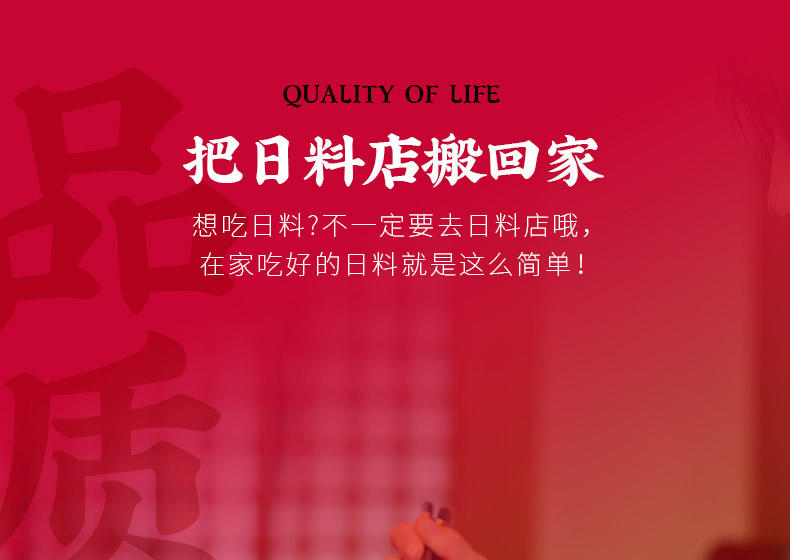 QUALITY OF LIFE
把日料店搬回家
想吃日料?不一定要去日料店哦，
在家吃好的日料就是这么简单！
品
质